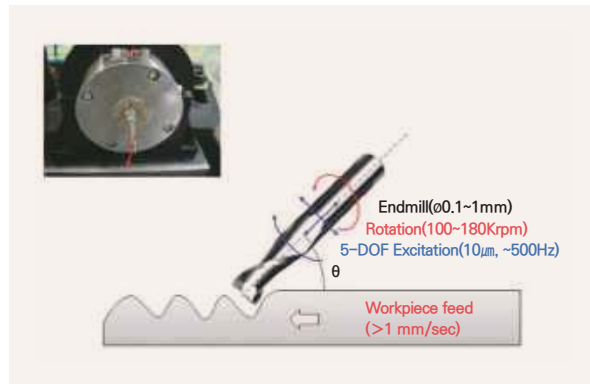 Endmill(ø0.1~1mm)
Rotation(100~180Krpm)
5-DOF Excitation(10㎛, ~500Hz)
θ
Workpiece feed
(>1 mm/sec)